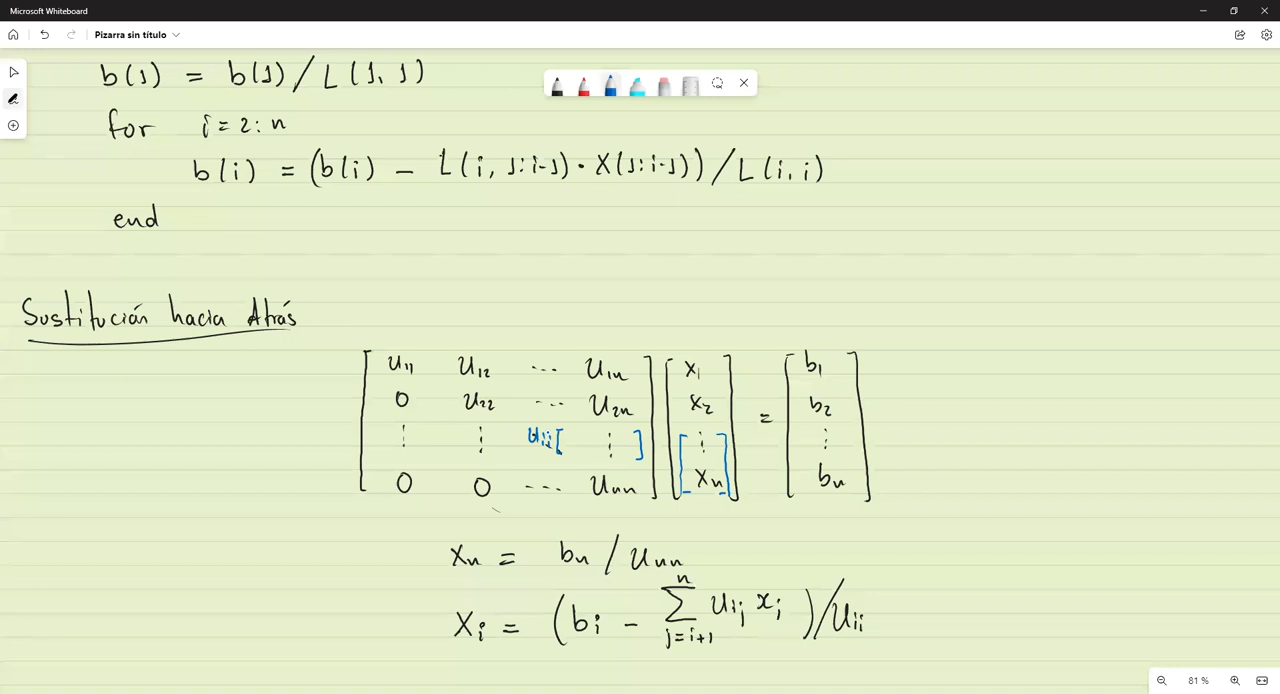 Microsoft Whiteboard
Pizarra sin título
b(1) = b(1) / L(1, 1)
for i = 2 : n
b(i) = (b(i) - L(i, 1:i-1) · X(1:i-1)) / L(i, i)
end
Sustitución hacia Atrás
[ u11 u12 ... u1n ] [ x1 ] [ b1 ]
[ 0 u22 ... u2n ] [ x2 ] = [ b2 ]
[ ⋮ ⋮ uii [ ⋮ ] ] [ ⋮ ] [ ⋮ ]
[ 0 0 ... unn ] [ xn ] [ bn ]
xn = bn / unn
xi = (bi - ∑_{j=i+1}^{n} uij xj) / uii
81 %